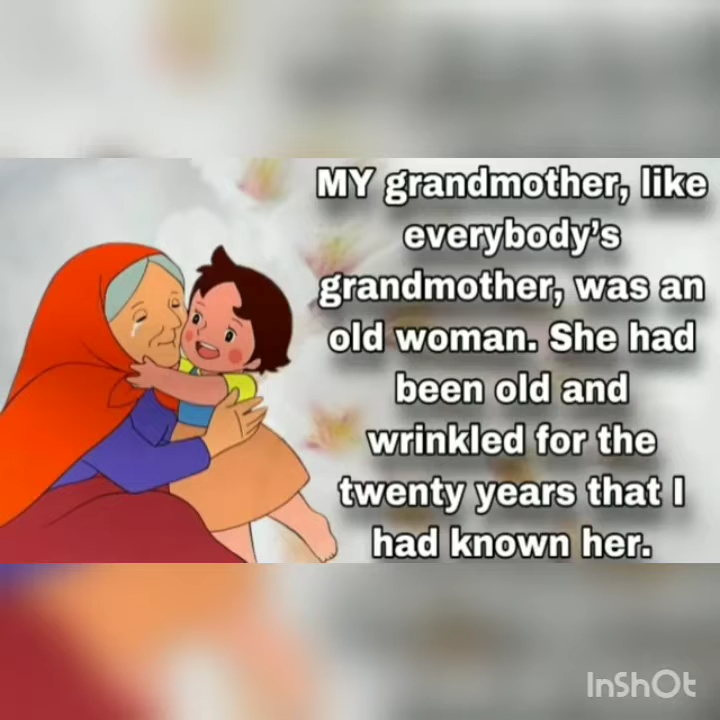 MY grandmother, like
everybody's
grandmother, was an
old woman. She had
been old and
wrinkled for the
twenty years that I
had known her.
InShOt